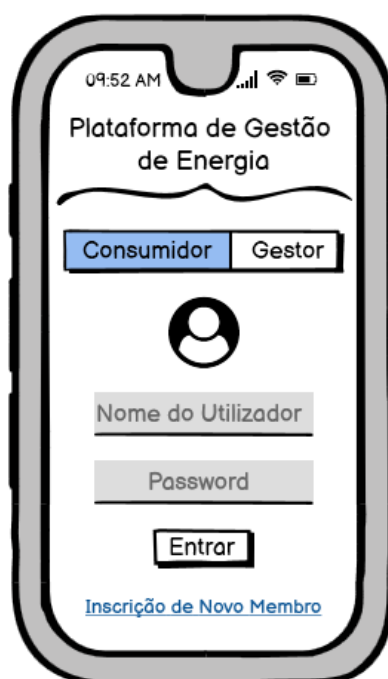 09:52 AM
Plataforma de Gestão
de Energia
Consumidor Gestor
Nome do Utilizador
Password
Entrar
Inscrição de Novo Membro